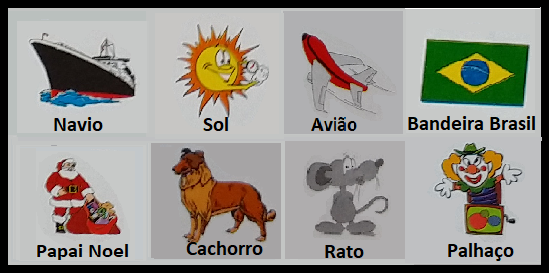 Navio
Sol
Avião
Bandeira Brasil
Papai Noel
Cachorro
Rato
Palhaço